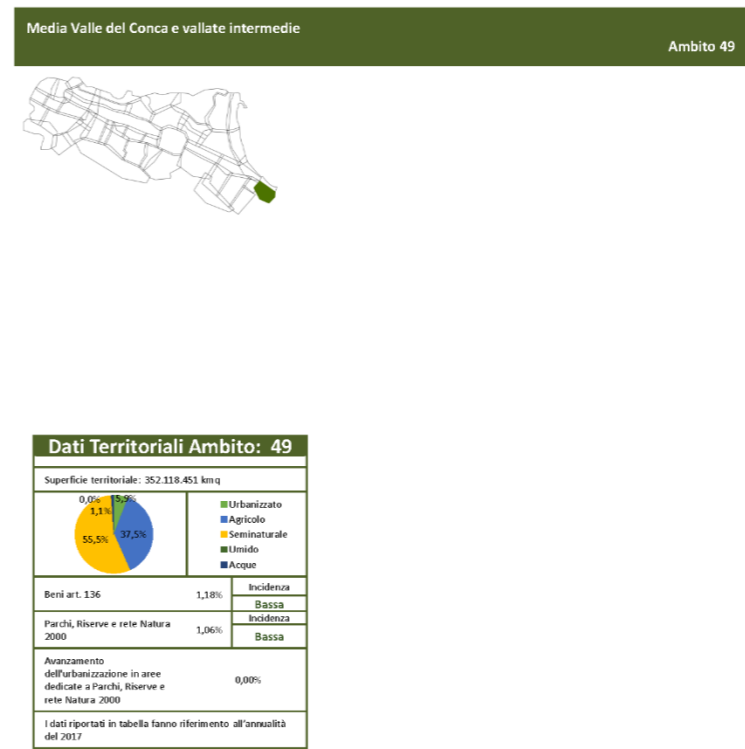 Media Valle del Conca e vallate intermedie
Ambito 49
Dati Territoriali Ambito: 49
Superficie territoriale: 352.118.451 kmq
0,0%
5,9%
1,1%
37,5%
55,5%
Urbanizzato
Agricolo
Seminaturale
Umido
Acque
Beni art. 136
1,18%
Incidenza
Bassa
Parchi, Riserve e rete Natura
2000
1,06%
Incidenza
Bassa
Avanzamento
dell'urbanizzazione in aree
dedicate a Parchi, Riserve e
rete Natura 2000
0,00%
I dati riportati in tabella fanno riferimento all'annualità
del 2017